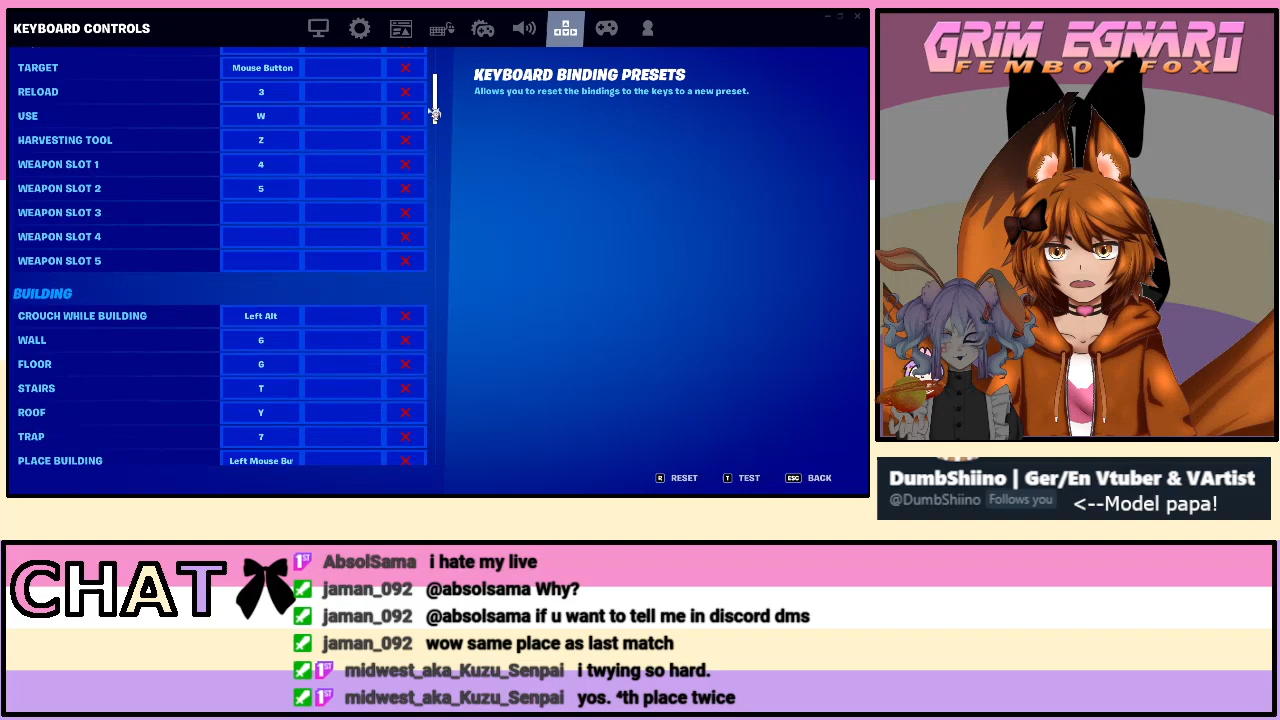 KEYBOARD CONTROLS
TARGET Mouse Button
RELOAD 3
USE W
HARVESTING TOOL Z
WEAPON SLOT 1 4
WEAPON SLOT 2 5
WEAPON SLOT 3
WEAPON SLOT 4
WEAPON SLOT 5
BUILDING
CROUCH WHILE BUILDING Left Alt
WALL 6
FLOOR G
STAIRS T
ROOF Y
TRAP 7
PLACE BUILDING Left Mouse Bu
KEYBOARD BINDING PRESETS
Allows you to reset the bindings to the keys to a new preset.
R RESET T TEST ESC BACK
GRIM EGNART
FEMBOY FOX
DumbShiino | Ger/En Vtuber & VArtist
@DumbShiino Follows you <--Model papa!
CHAT
1ST AbsolSama i hate my live
jaman_092 @absolsama Why?
jaman_092 @absolsama if u want to tell me in discord dms
jaman_092 wow same place as last match
1ST midwest_aka_Kuzu_Senpai i twying so hard.
1ST midwest_aka_Kuzu_Senpai yos. 4th place twice